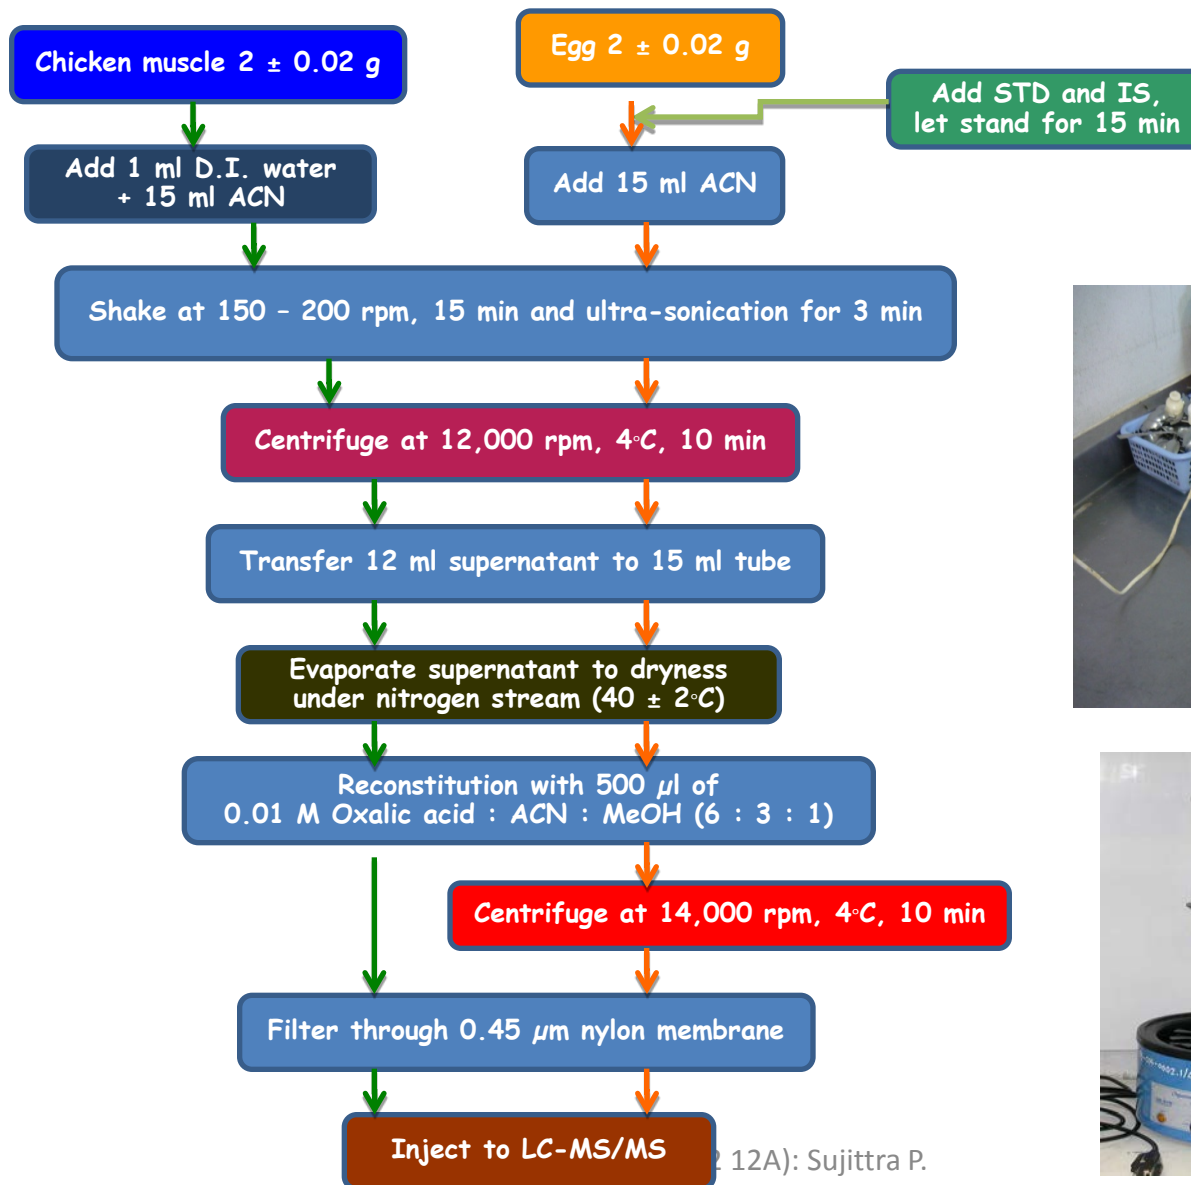 Chicken muscle 2 ± 0.02 g
Egg 2 ± 0.02 g
Add STD and IS,
let stand for 15 min
Add 1 ml D.I. water
+ 15 ml ACN
Add 15 ml ACN
Shake at 150 – 200 rpm, 15 min and ultra-sonication for 3 min
Centrifuge at 12,000 rpm, 4°C, 10 min
Transfer 12 ml supernatant to 15 ml tube
Evaporate supernatant to dryness
under nitrogen stream (40 ± 2°C)
Reconstitution with 500 µl of
0.01 M Oxalic acid : ACN : MeOH (6 : 3 : 1)
Centrifuge at 14,000 rpm, 4°C, 10 min
Filter through 0.45 µm nylon membrane
Inject to LC-MS/MS
12A): Sujittra P.